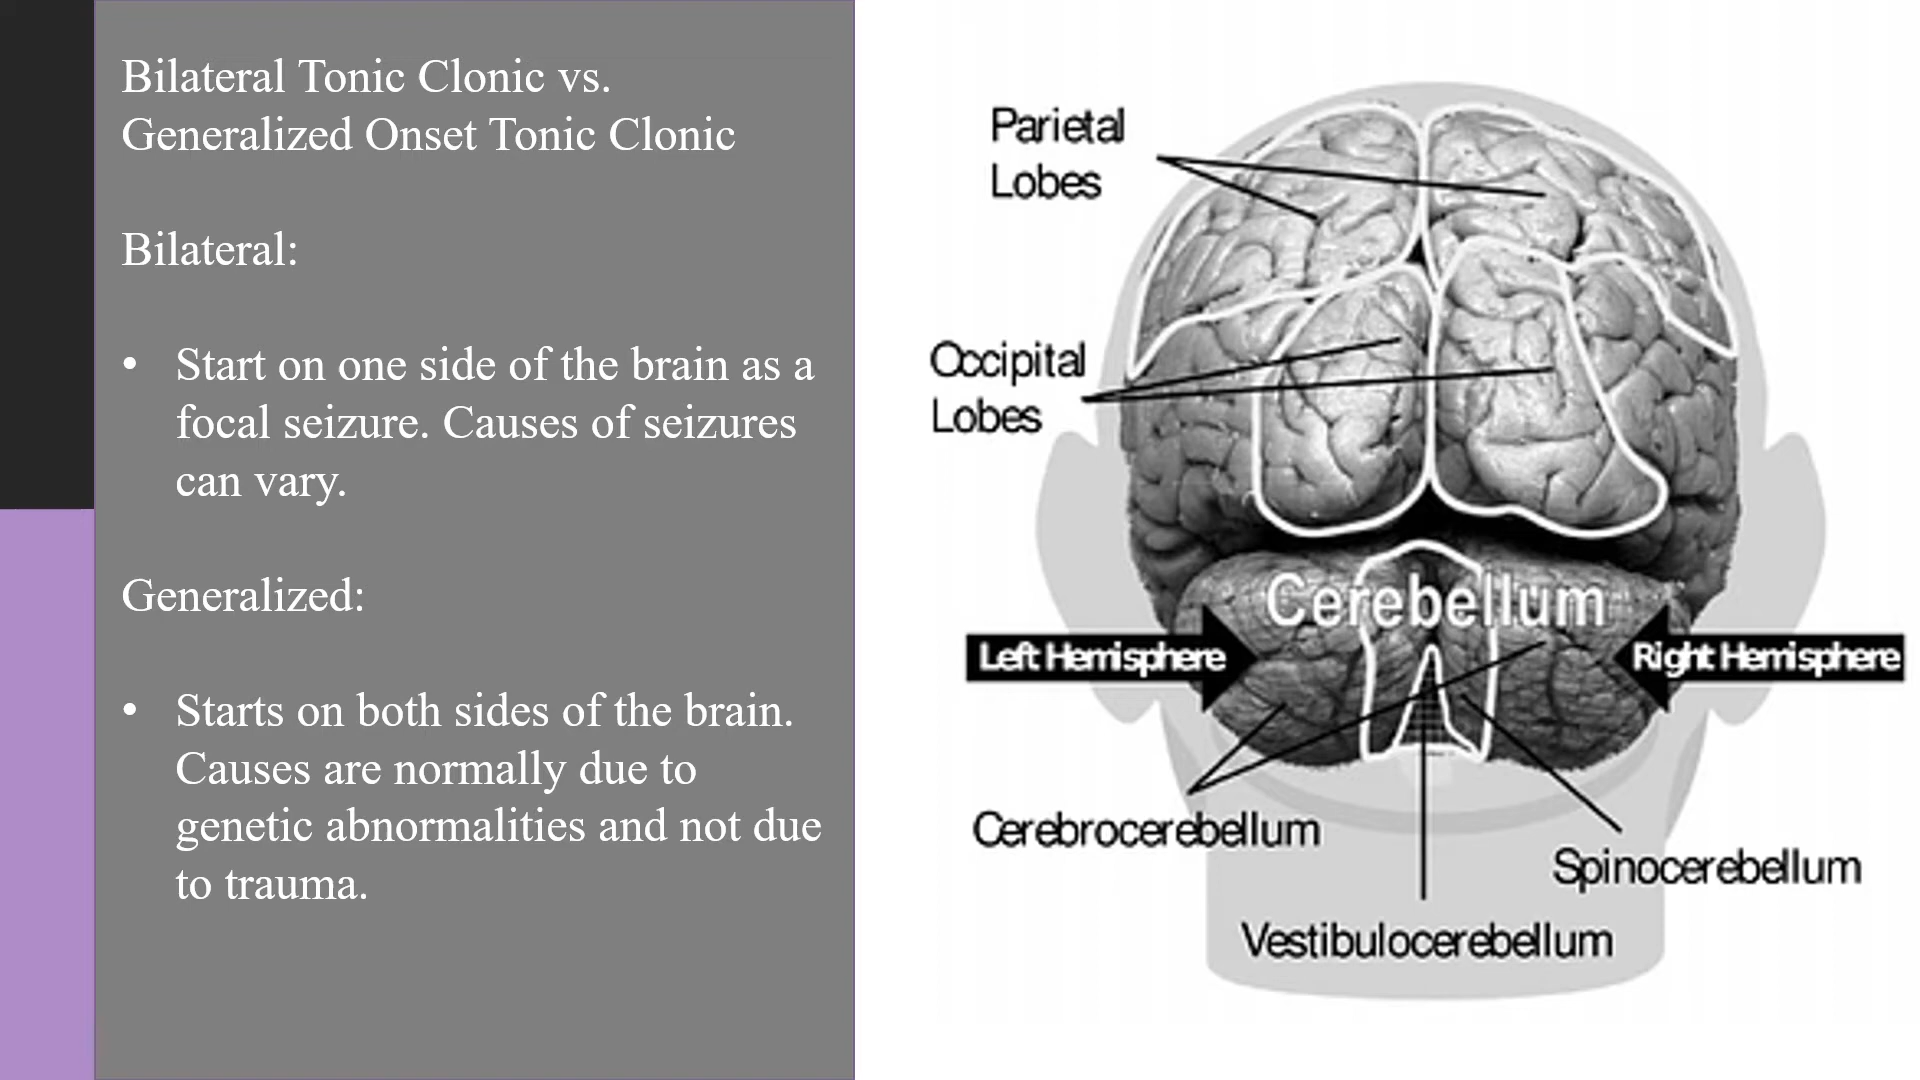 Bilateral Tonic Clonic vs.
Generalized Onset Tonic Clonic
Bilateral:
• Start on one side of the brain as a
focal seizure. Causes of seizures
can vary.
Generalized:
• Starts on both sides of the brain.
Causes are normally due to
genetic abnormalities and not due
to trauma.
Parietal
Lobes
Occipital
Lobes
Cerebellum
Left Hemisphere
Right Hemisphere
Cerebrocerebellum
Spinocerebellum
Vestibulocerebellum